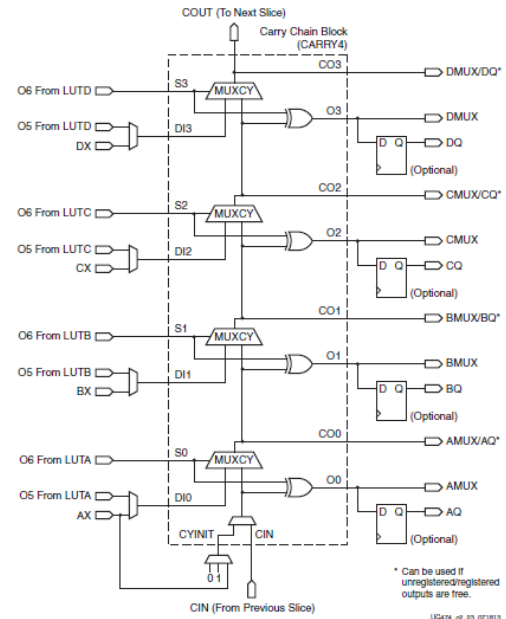 COUT (To Next Slice)
Carry Chain Block
(CARRY4)
CO3
DMUX/DQ*
O6 From LUTD
S3
MUXCY
O3
DMUX
O5 From LUTD
DX
DI3
D Q
DQ
(Optional)
CO2
CMUX/CQ*
O6 From LUTC
S2
MUXCY
O2
CMUX
O5 From LUTC
CX
DI2
D Q
CQ
(Optional)
CO1
BMUX/BQ*
O6 From LUTB
S1
MUXCY
O1
BMUX
O5 From LUTB
BX
DI1
D Q
BQ
(Optional)
CO0
AMUX/AQ*
O6 From LUTA
S0
MUXCY
O0
AMUX
O5 From LUTA
AX
DI0
D Q
AQ
(Optional)
CYINIT
CIN
0 1
* Can be used if
unregistered/registered
outputs are free.
CIN (From Previous Slice)
UG474_c2_23_071813